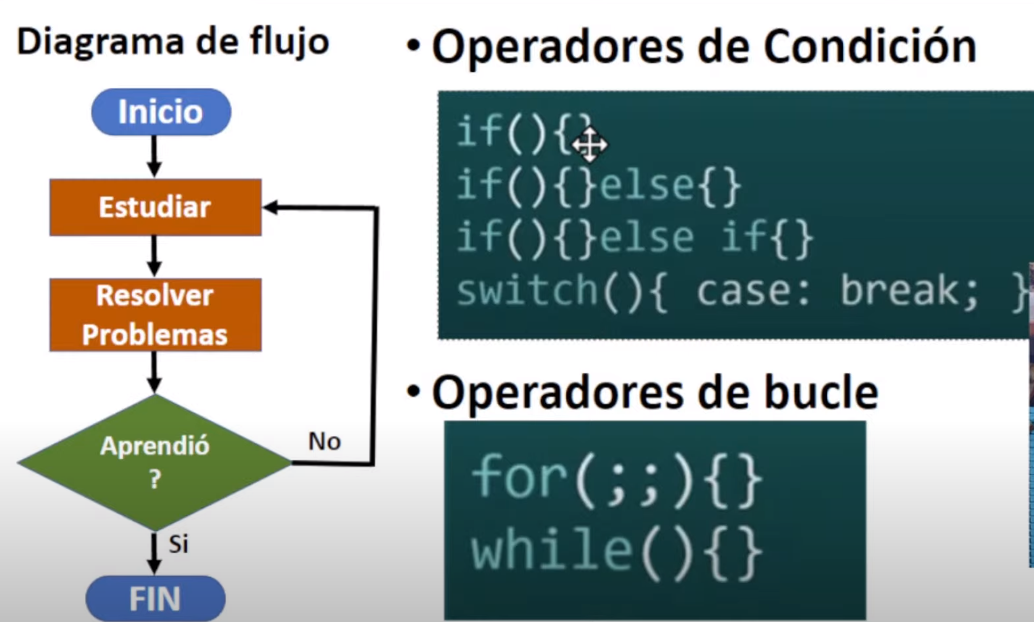 Diagrama de flujo
Inicio
Estudiar
Resolver
Problemas
Aprendió
?
No
Si
FIN
• Operadores de Condición
if(){}
if(){}else{}
if(){}else if{}
switch(){ case: break; }
• Operadores de bucle
for(;;){}
while(){}